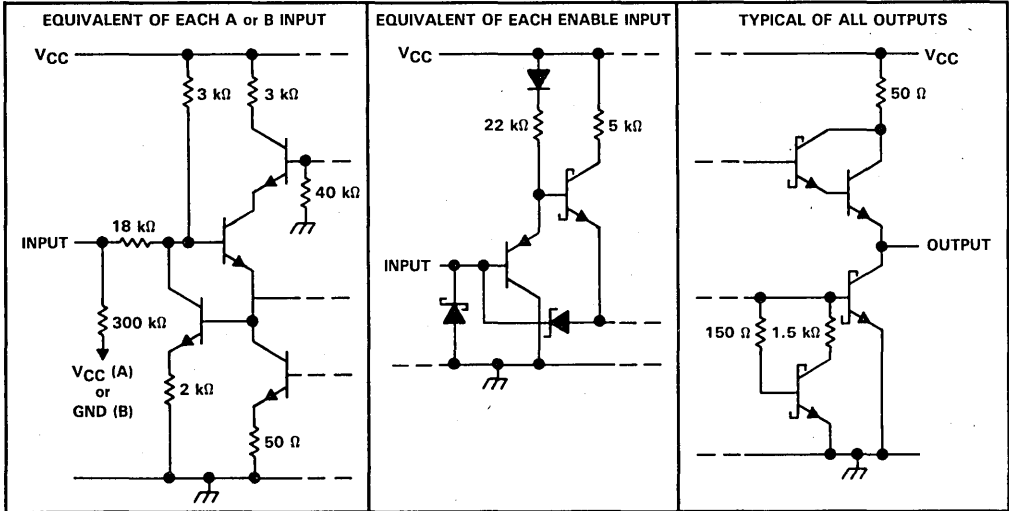 EQUIVALENT OF EACH A or B INPUT
VCC
3 kΩ
3 kΩ
40 kΩ
18 kΩ
INPUT
300 kΩ
VCC (A)
or
GND (B)
2 kΩ
50 Ω
EQUIVALENT OF EACH ENABLE INPUT
VCC
22 kΩ
5 kΩ
INPUT
TYPICAL OF ALL OUTPUTS
VCC
50 Ω
OUTPUT
150 Ω
1.5 kΩ